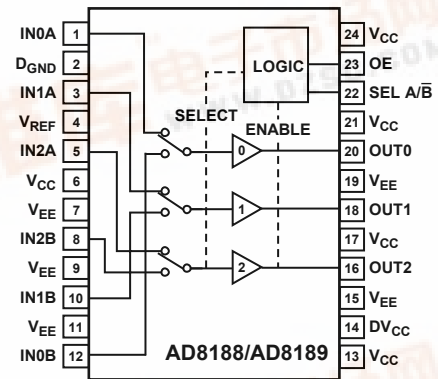 IN0A 1
DGND 2
IN1A 3
VREF 4
IN2A 5
VCC 6
VEE 7
IN2B 8
VEE 9
IN1B 10
VEE 11
IN0B 12
LOGIC
SELECT
ENABLE
0
1
2
24 VCC
23 OE
22 SEL A/B̅
21 VCC
20 OUT0
19 VEE
18 OUT1
17 VCC
16 OUT2
15 VEE
14 DVCC
13 VCC
AD8188/AD8189